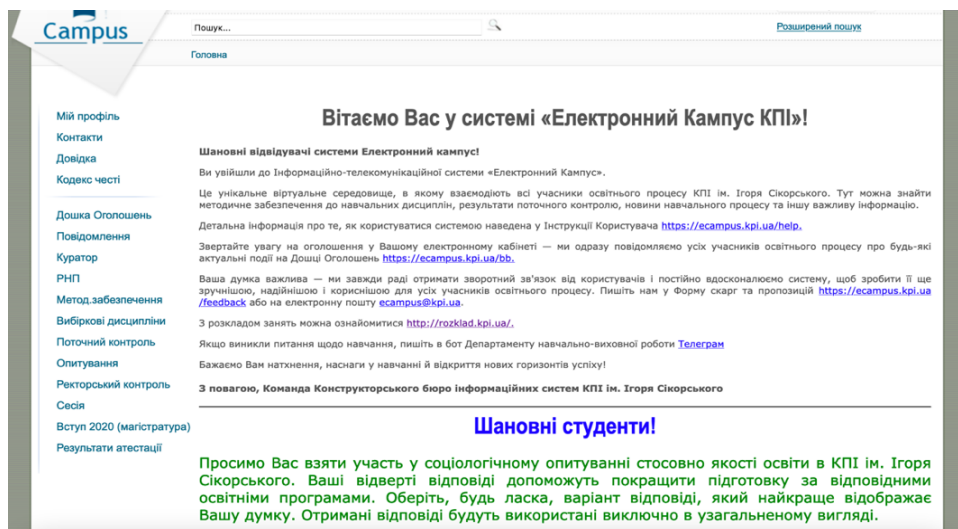 Campus
Пошук...
Розширений пошук
Головна
Мій профіль
Контакти
Довідка
Кодекс честі
Дошка Оголошень
Повідомлення
Куратор
РНП
Метод.забезпечення
Вибіркові дисципліни
Поточний контроль
Опитування
Ректорський контроль
Сесія
Вступ 2020 (магістратура)
Результати атестації
Вітаємо Вас у системі «Електронний Кампус КПІ»!
Шановні відвідувачі системи Електронний кампус!
Ви увійшли до Інформаційно-телекомунікаційної системи «Електронний Кампус».
Це унікальне віртуальне середовище, в якому взаємодіють всі учасники освітнього процесу КПІ ім. Ігоря Сікорського. Тут можна знайти
методичне забезпечення до навчальних дисциплін, результати поточного контролю, новини навчального процесу та іншу важливу інформацію.
Детальна інформація про те, як користуватися системою наведена у Інструкції Користувача https://ecampus.kpi.ua/help.
Звертайте увагу на оголошення у Вашому електронному кабінеті — ми одразу повідомляємо усіх учасників освітнього процесу про будь-які
актуальні події на Дошці Оголошень https://ecampus.kpi.ua/bb.
Ваша думка важлива — ми завжди раді отримати зворотній зв'язок від користувачів і постійно вдосконалюємо систему, щоб зробити її ще
зручнішою, надійнішою і кориснішою для усіх учасників освітнього процесу. Пишіть нам у Форму скарг та пропозицій https://ecampus.kpi.ua
/feedback або на електронну пошту ecampus@kpi.ua.
З розкладом занять можна ознайомитися http://rozklad.kpi.ua/.
Якщо виникли питання щодо навчання, пишіть в бот Департаменту навчально-виховної роботи Телеграм
Бажаємо Вам натхнення, наснаги у навчанні й відкриття нових горизонтів успіху!
З повагою, Команда Конструкторського бюро інформаційних систем КПІ ім. Ігоря Сікорського
Шановні студенти!
Просимо Вас взяти участь у соціологічному опитуванні стосовно якості освіти в КПІ ім. Ігоря
Сікорського. Ваші відверті відповіді допоможуть покращити підготовку за відповідними
освітніми програмами. Оберіть, будь ласка, варіант відповіді, який найкраще відображає
Вашу думку. Отримані відповіді будуть використані виключно в узагальненому вигляді.